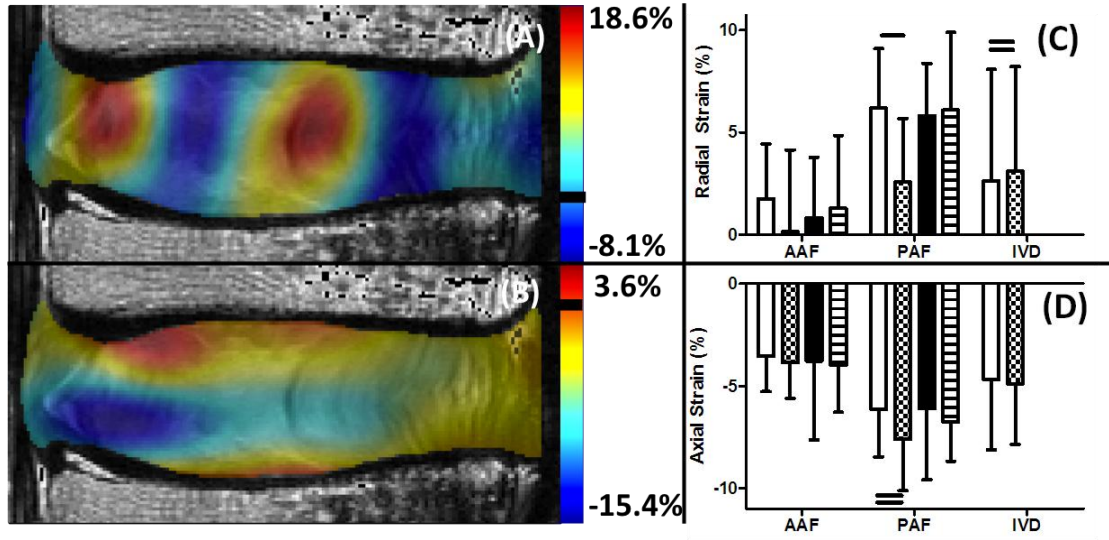 (A)
18.6%
-8.1%
(B)
3.6%
-15.4%
(C)
Radial Strain (%)
10
5
0
AAF PAF IVD
(D)
Axial Strain (%)
0
-5
-10
AAF PAF IVD